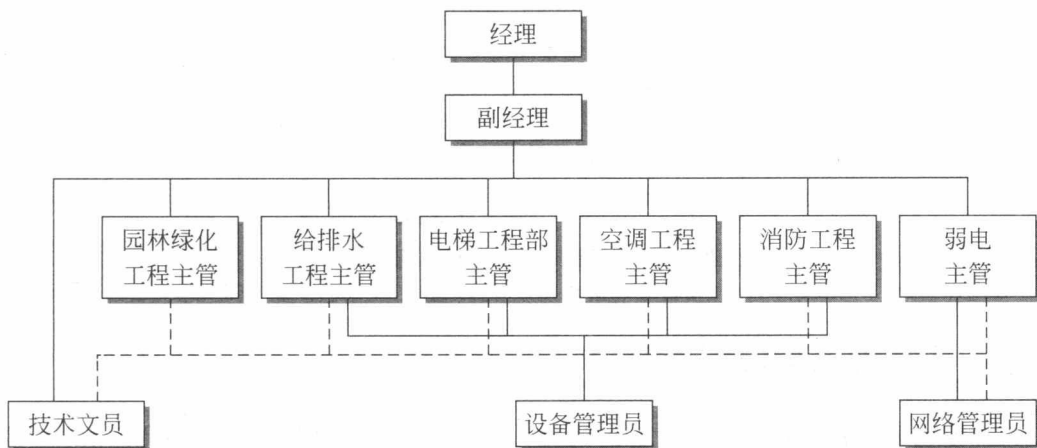 经理
副经理
园林绿化
工程主管
给排水
工程主管
电梯工程部
主管
空调工程
主管
消防工程
主管
弱电
主管
技术文员
设备管理员
网络管理员